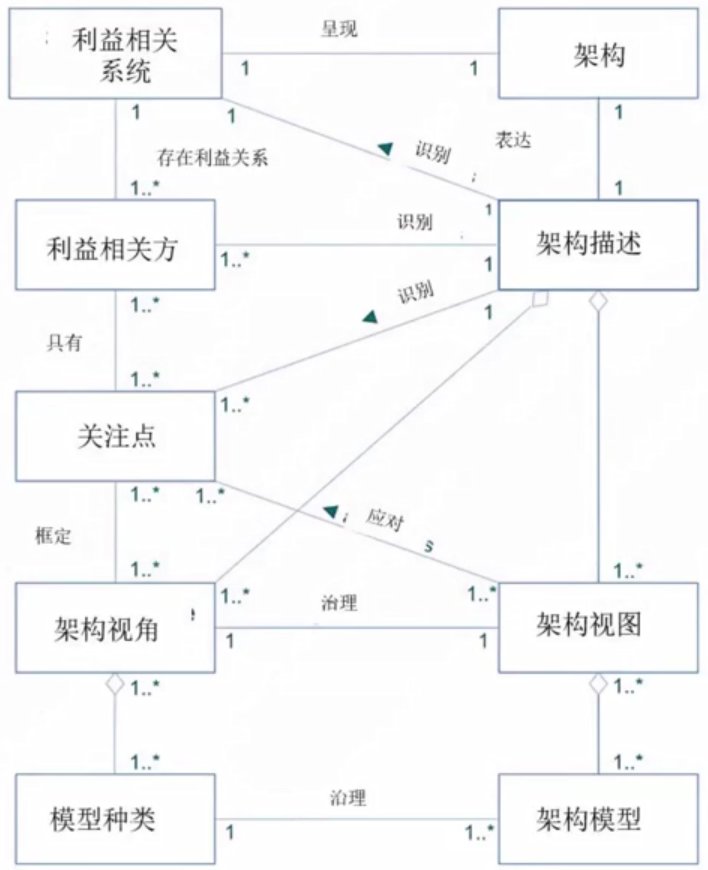 利益相关
系统
呈现
架构
1
1
1
1
1
存在利益关系
识别
表达
1..*
1
1
利益相关方
识别
架构描述
1..*
1
1..*
识别
1
具有
1..*
1..*
关注点
1..*
1..*
应对
s
框定
1..*
1..*
1..*
1..*
架构视角
治理
架构视图
1
1
1..*
1..*
1..*
1..*
模型种类
治理
架构模型
1
1..*